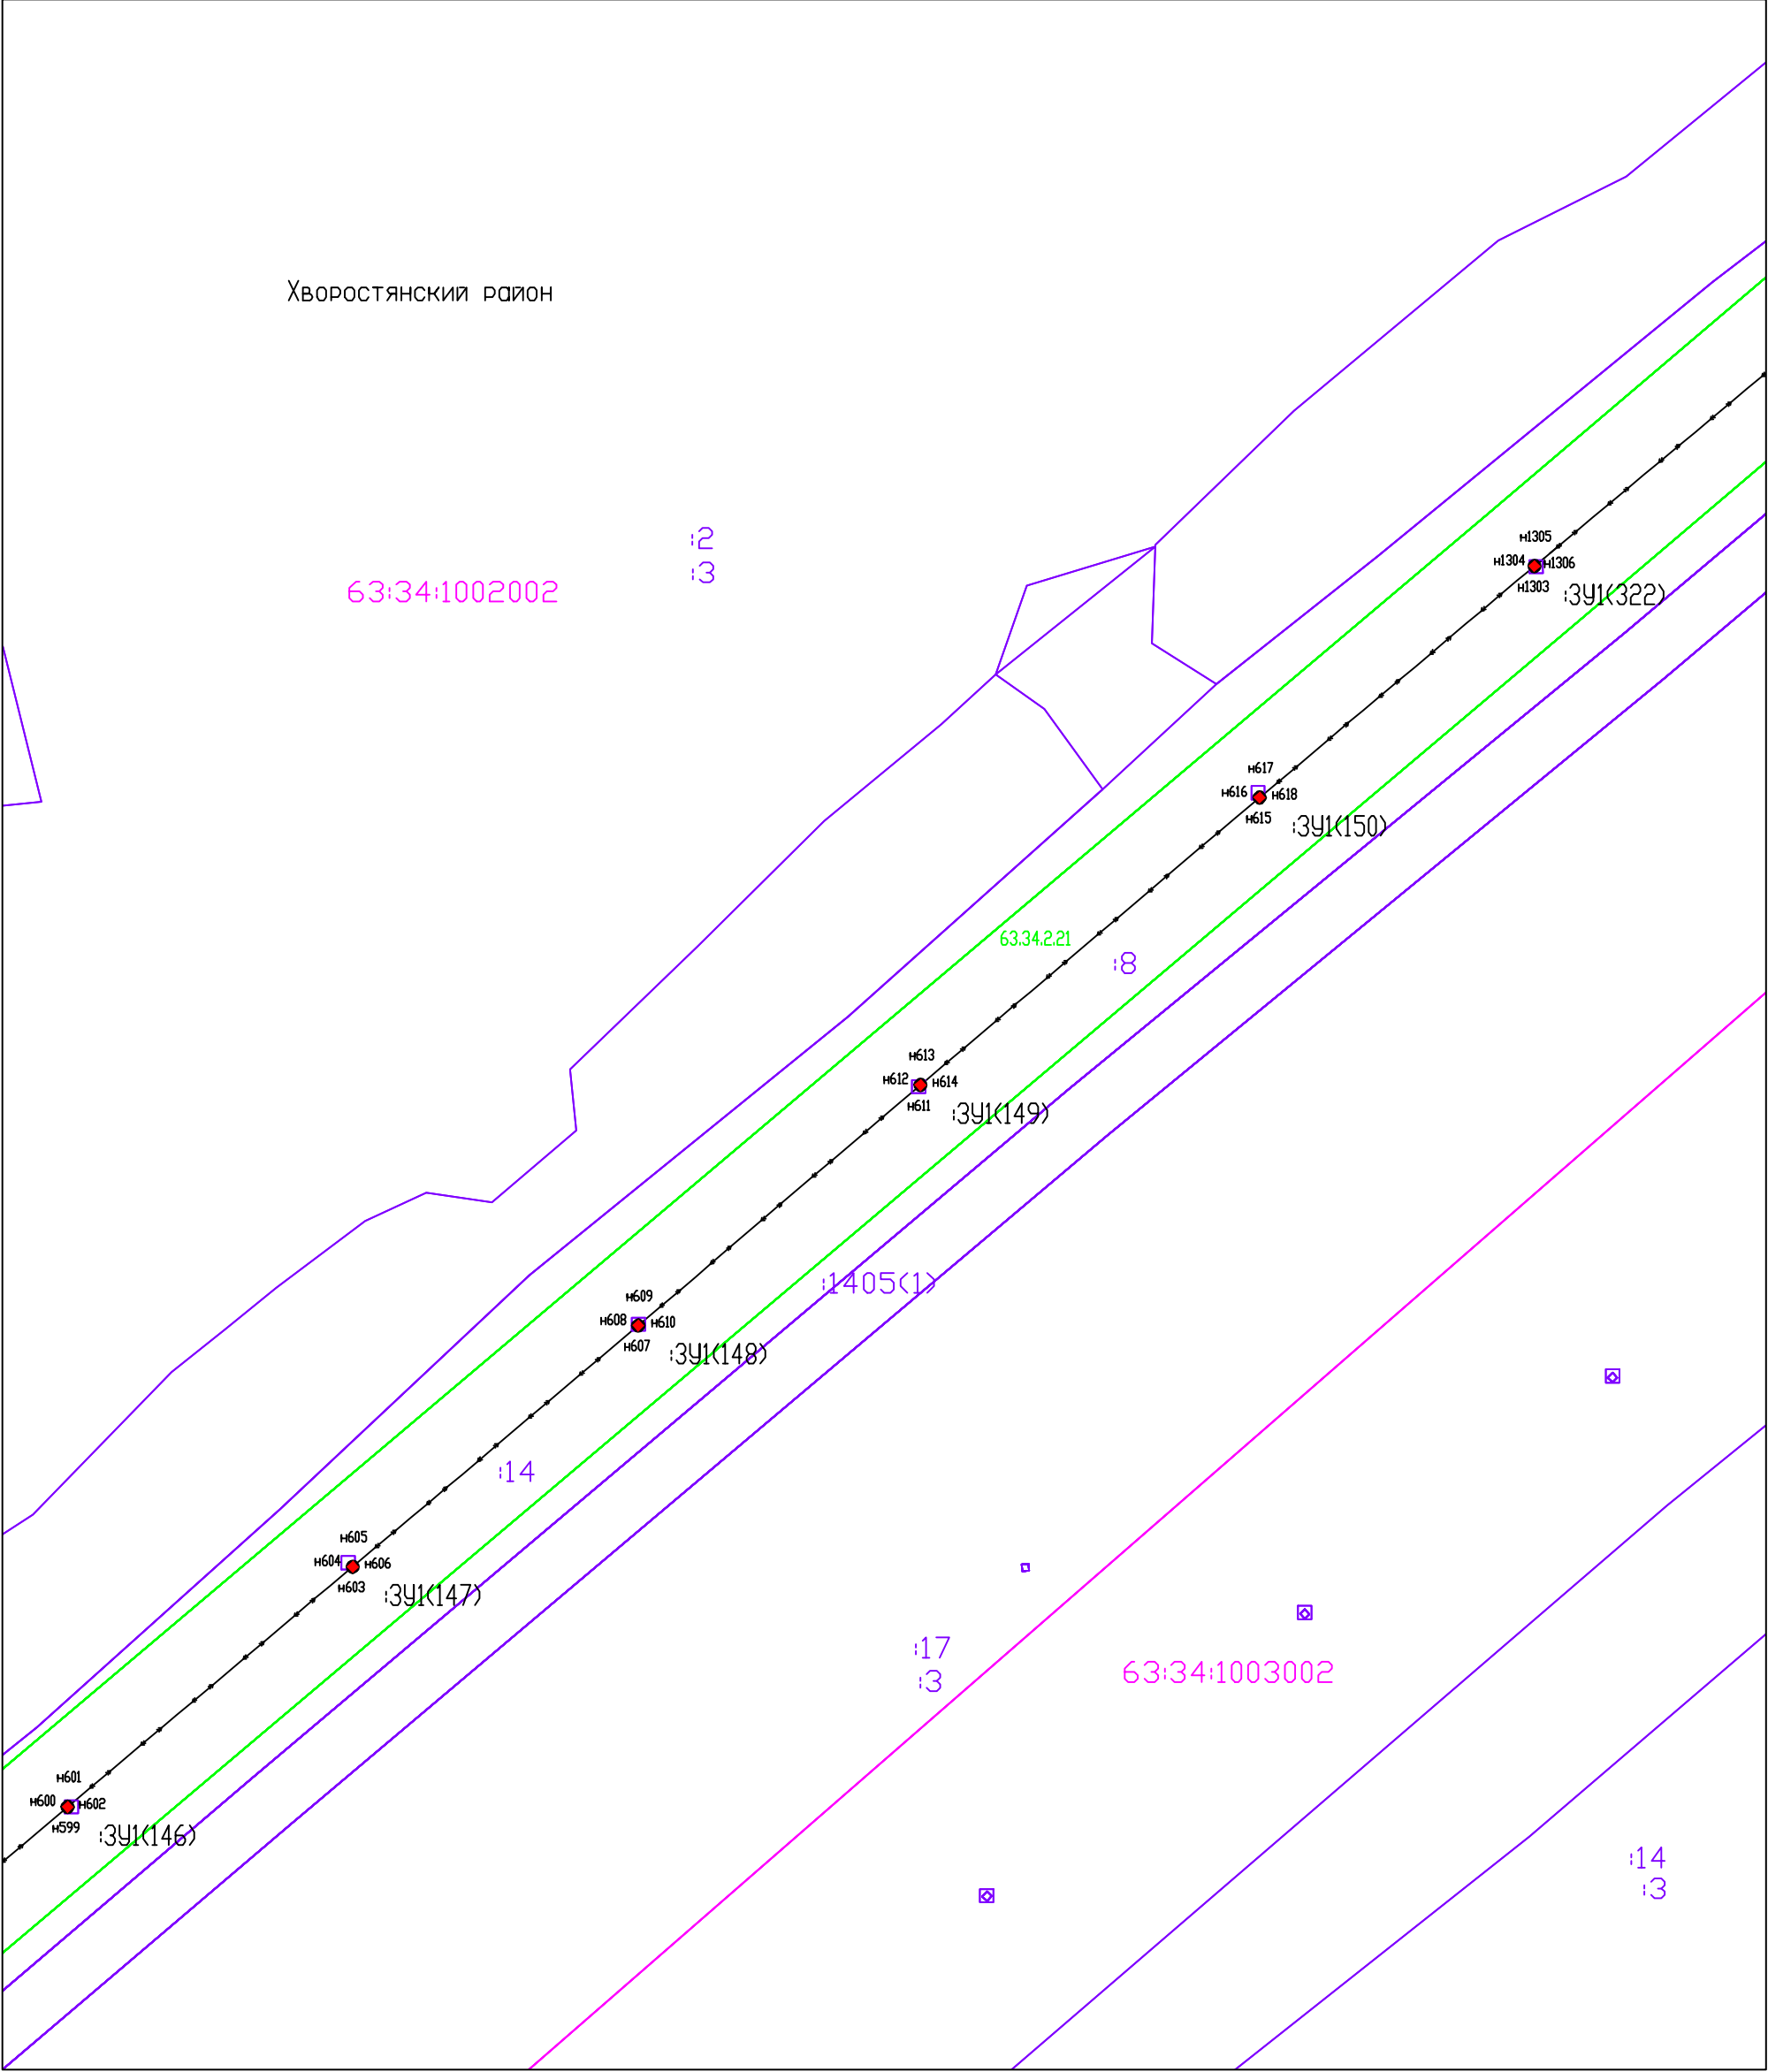 Хворостянский район
:2
:3
63:34:1002002
н1305
н1304
н1306
н1303
:ЗУ1(322)
н617
н616
н618
н615
:ЗУ1(150)
63.34.2.21
:8
н613
н612
н614
н611
:ЗУ1(149)
:1405(1)
н609
н608
н610
н607
:ЗУ1(148)
:14
н605
н604
н606
н603
:ЗУ1(147)
:17
:3
63:34:1003002
н601
н600
н602
н599
:ЗУ1(146)
:14
:3